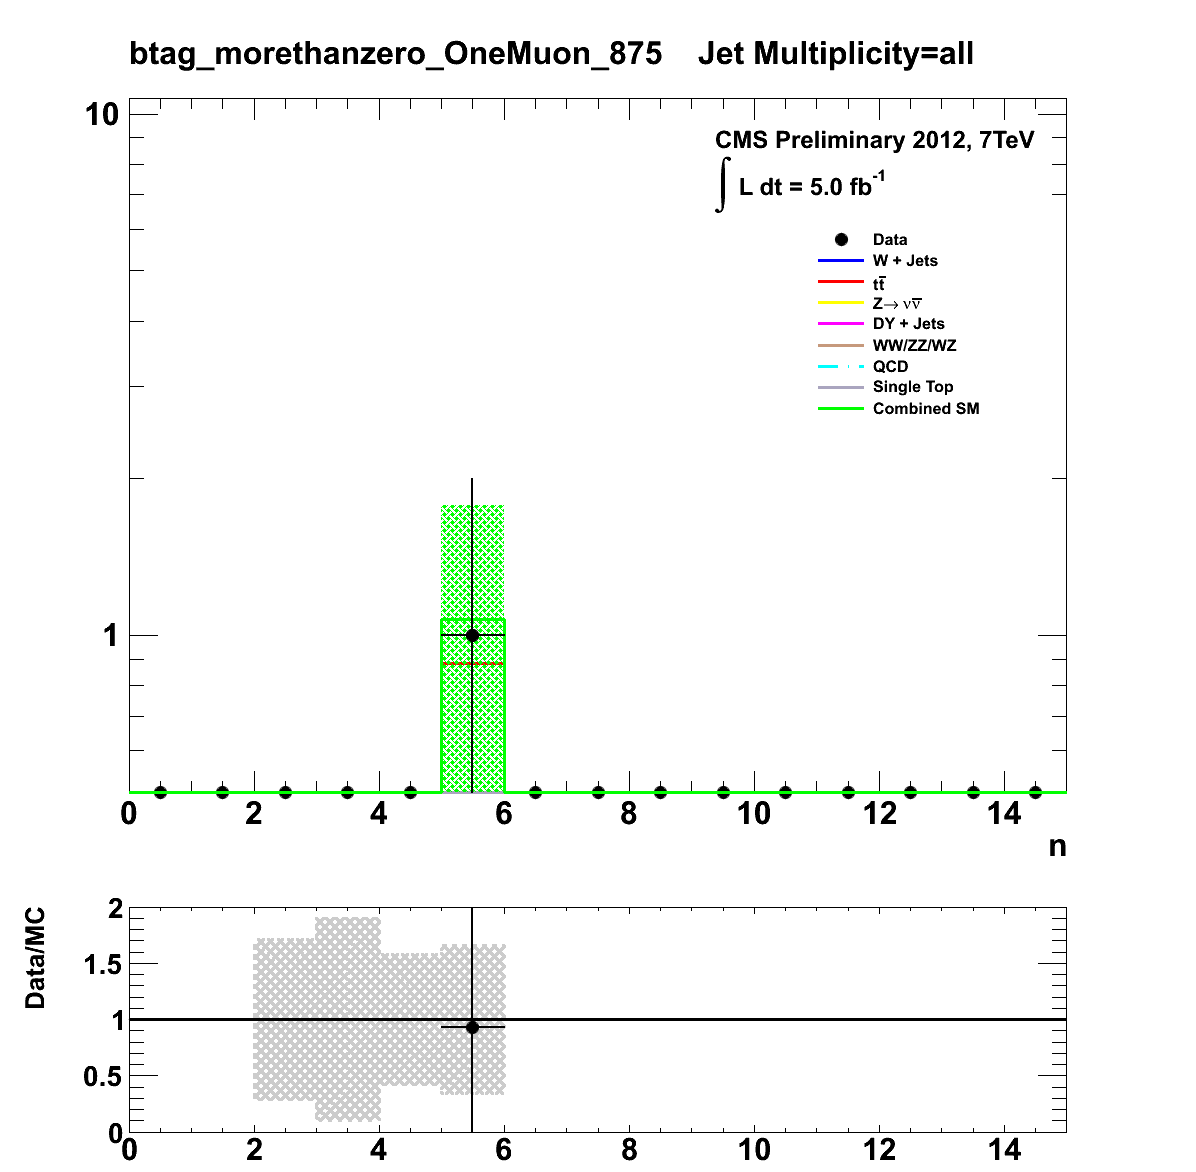 btag_morethanzero_OneMuon_875    Jet Multiplicity=all
10
CMS Preliminary 2012, 7TeV
∫ L dt = 5.0 fb⁻¹
Data
W + Jets
tt̅
Z→ νν̅
DY + Jets
WW/ZZ/WZ
QCD
Single Top
Combined SM
1
0 2 4 6 8 10 12 14
n
Data/MC
2
1.5
1
0.5
0
0 2 4 6 8 10 12 14